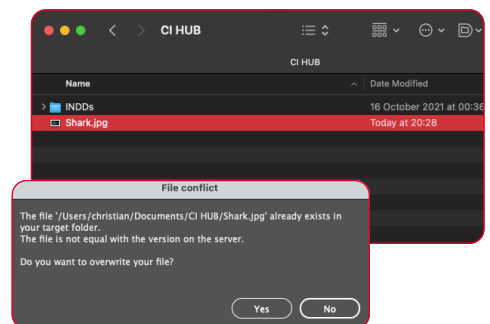 CI HUB
CI HUB
Name
Date Modified
INDDs
16 October 2021 at 00:36
Shark.jpg
Today at 20:28
File conflict
The file '/Users/christian/Documents/CI HUB/Shark.jpg' already exists in
your target folder.
The file is not equal with the version on the server.
Do you want to overwrite your file?
Yes
No